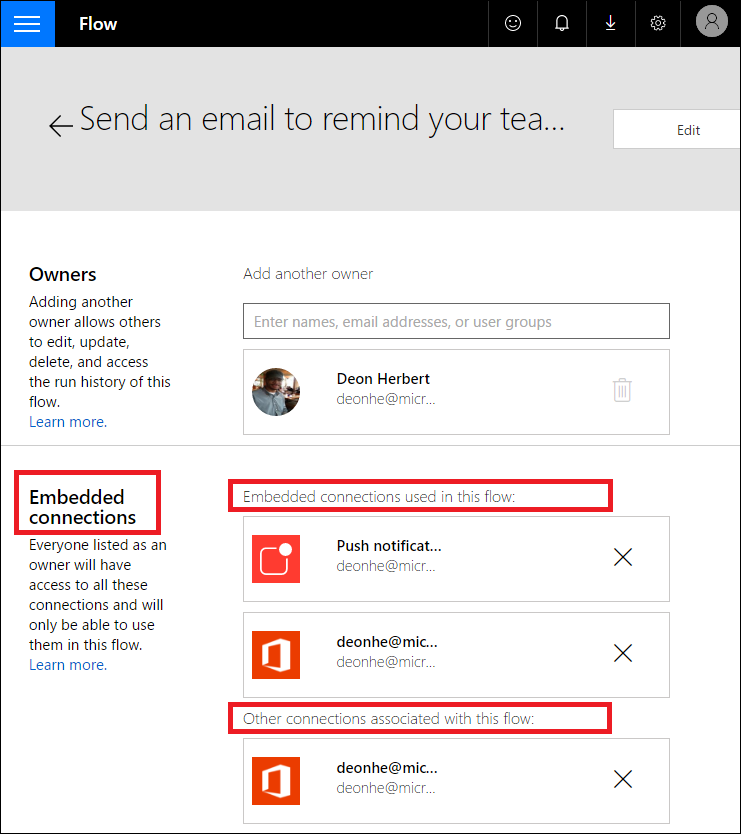 Flow
Send an email to remind your tea...
Edit
Owners
Adding another
owner allows others
to edit, update,
delete, and access
the run history of this
flow.
Learn more.
Add another owner
Enter names, email addresses, or user groups
Deon Herbert
deonhe@micr...
Embedded
connections
Everyone listed as an
owner will have
access to all these
connections and will
only be able to use
them in this flow.
Learn more.
Embedded connections used in this flow:
Push notificat...
deonhe@micr...
deonhe@mic...
deonhe@micr...
Other connections associated with this flow:
deonhe@mic...
deonhe@micr...